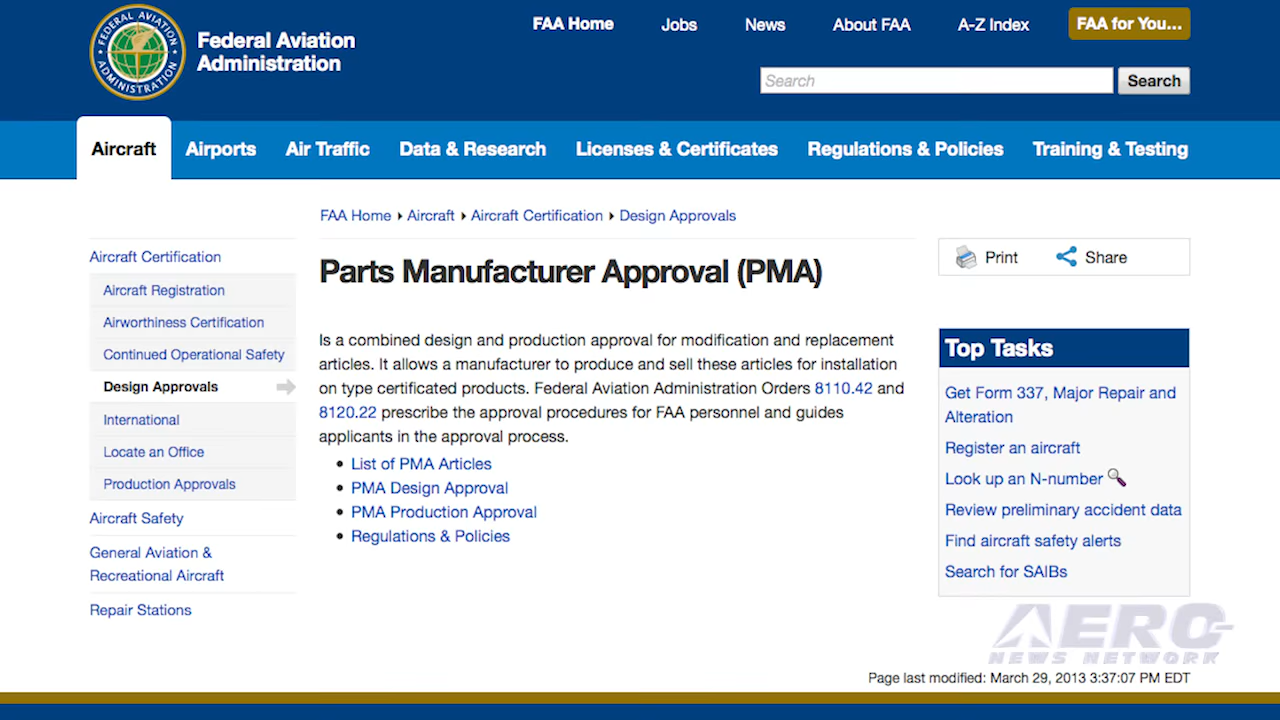 FEDERAL AVIATION ADMINISTRATION
Federal Aviation
Administration
FAA Home
Jobs
News
About FAA
A-Z Index
FAA for You...
Search
Search
Aircraft
Airports
Air Traffic
Data & Research
Licenses & Certificates
Regulations & Policies
Training & Testing
FAA Home
Aircraft
Aircraft Certification
Design Approvals
Aircraft Certification
Aircraft Registration
Airworthiness Certification
Continued Operational Safety
Design Approvals
International
Locate an Office
Production Approvals
Aircraft Safety
General Aviation &
Recreational Aircraft
Repair Stations
Parts Manufacturer Approval (PMA)
Is a combined design and production approval for modification and replacement
articles. It allows a manufacturer to produce and sell these articles for installation
on type certificated products. Federal Aviation Administration Orders 8110.42 and
8120.22 prescribe the approval procedures for FAA personnel and guides
applicants in the approval process.
List of PMA Articles
PMA Design Approval
PMA Production Approval
Regulations & Policies
Print
Share
Top Tasks
Get Form 337, Major Repair and
Alteration
Register an aircraft
Look up an N-number
Review preliminary accident data
Find aircraft safety alerts
Search for SAIBs
AERO
NEWS NETWORK
Page last modified: March 29, 2013 3:37:07 PM EDT